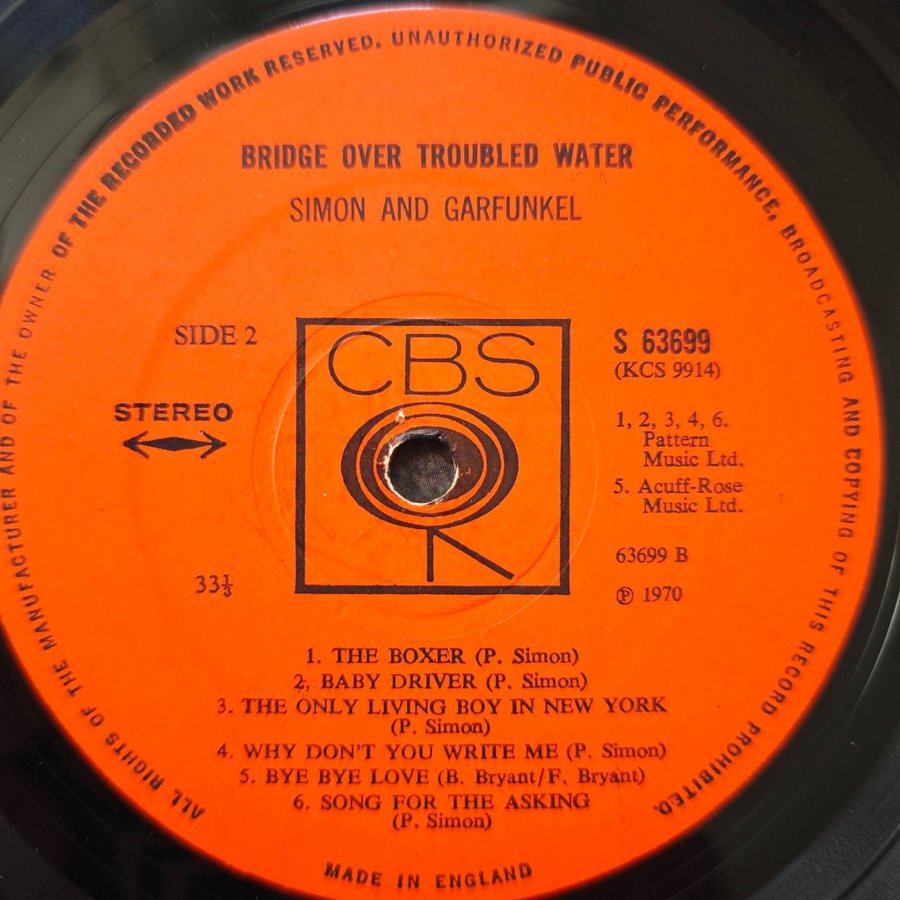 ALL RIGHTS OF THE MANUFACTURER AND OF THE OWNER OF THE RECORDED WORK RESERVED. UNAUTHORIZED PUBLIC PERFORMANCE, BROADCASTING AND COPYING OF THIS RECORD PROHIBITED.
BRIDGE OVER TROUBLED WATER
SIMON AND GARFUNKEL
SIDE 2
STEREO
33⅓
CBS
S 63699
(KCS 9914)
1, 2, 3, 4, 6.
Pattern
Music Ltd.
5. Acuff-Rose
Music Ltd.
63699 B
℗ 1970
1. THE BOXER (P. Simon)
2. BABY DRIVER (P. Simon)
3. THE ONLY LIVING BOY IN NEW YORK
(P. Simon)
4. WHY DON'T YOU WRITE ME (P. Simon)
5. BYE BYE LOVE (B. Bryant/F. Bryant)
6. SONG FOR THE ASKING
(P. Simon)
MADE IN ENGLAND